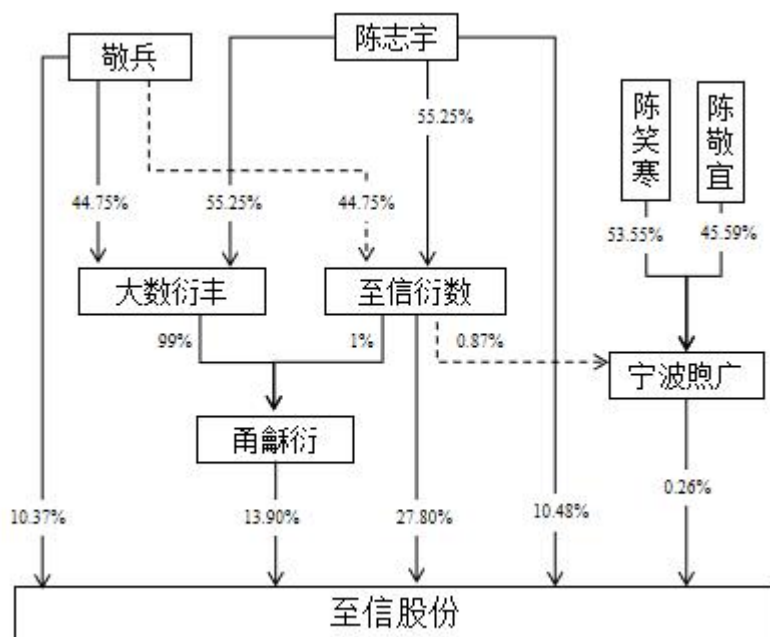 敬兵
陈志宇
陈笑寒
陈敬宜
55.25%
44.75%
55.25%
44.75%
53.55%
45.59%
大数衍丰
至信衍数
99%
1%
0.87%
宁波煦广
甬龢衍
0.26%
10.37%
13.90%
27.80%
10.48%
至信股份